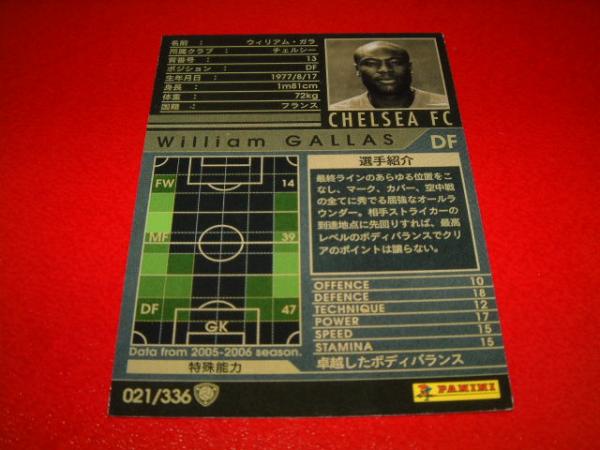 名前 : ウィリアム・ガラ
所属クラブ : チェルシー
背番号 : 13
ポジション : DF
生年月日 : 1977/8/17
身長 : 1m81cm
体重 : 72kg
国籍 : フランス
CHELSEA FC
William GALLAS DF
FW 14
MF 39
DF 47
GK
Data from 2005-2006 season.
選手紹介
最終ラインのあらゆる位置をこ
なし、マーク、カバー、空中戦
の全てに秀でる屈強なオールラ
ウンダー。相手ストライカーの
到達地点に先回りすれば、最高
レベルのボディバランスでクリ
アのポイントは譲らない。
OFFENCE 10
DEFENCE 18
TECHNIQUE 12
POWER 17
SPEED 15
STAMINA 15
特殊能力
卓越したボディバランス
021/336
PANINI